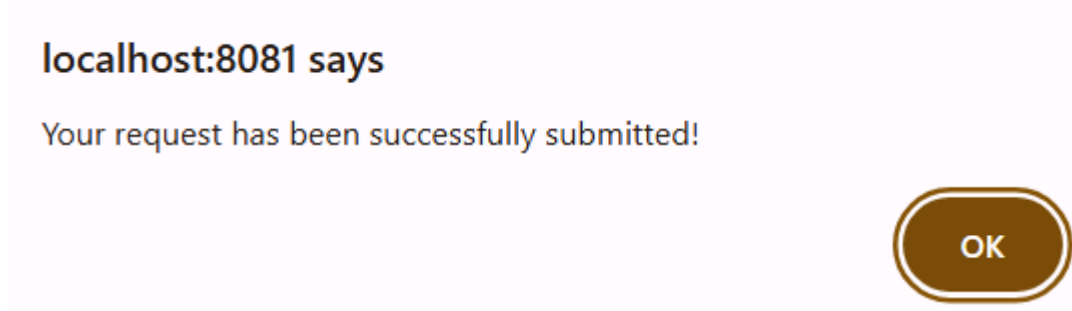 localhost:8081 says
Your request has been successfully submitted!
OK